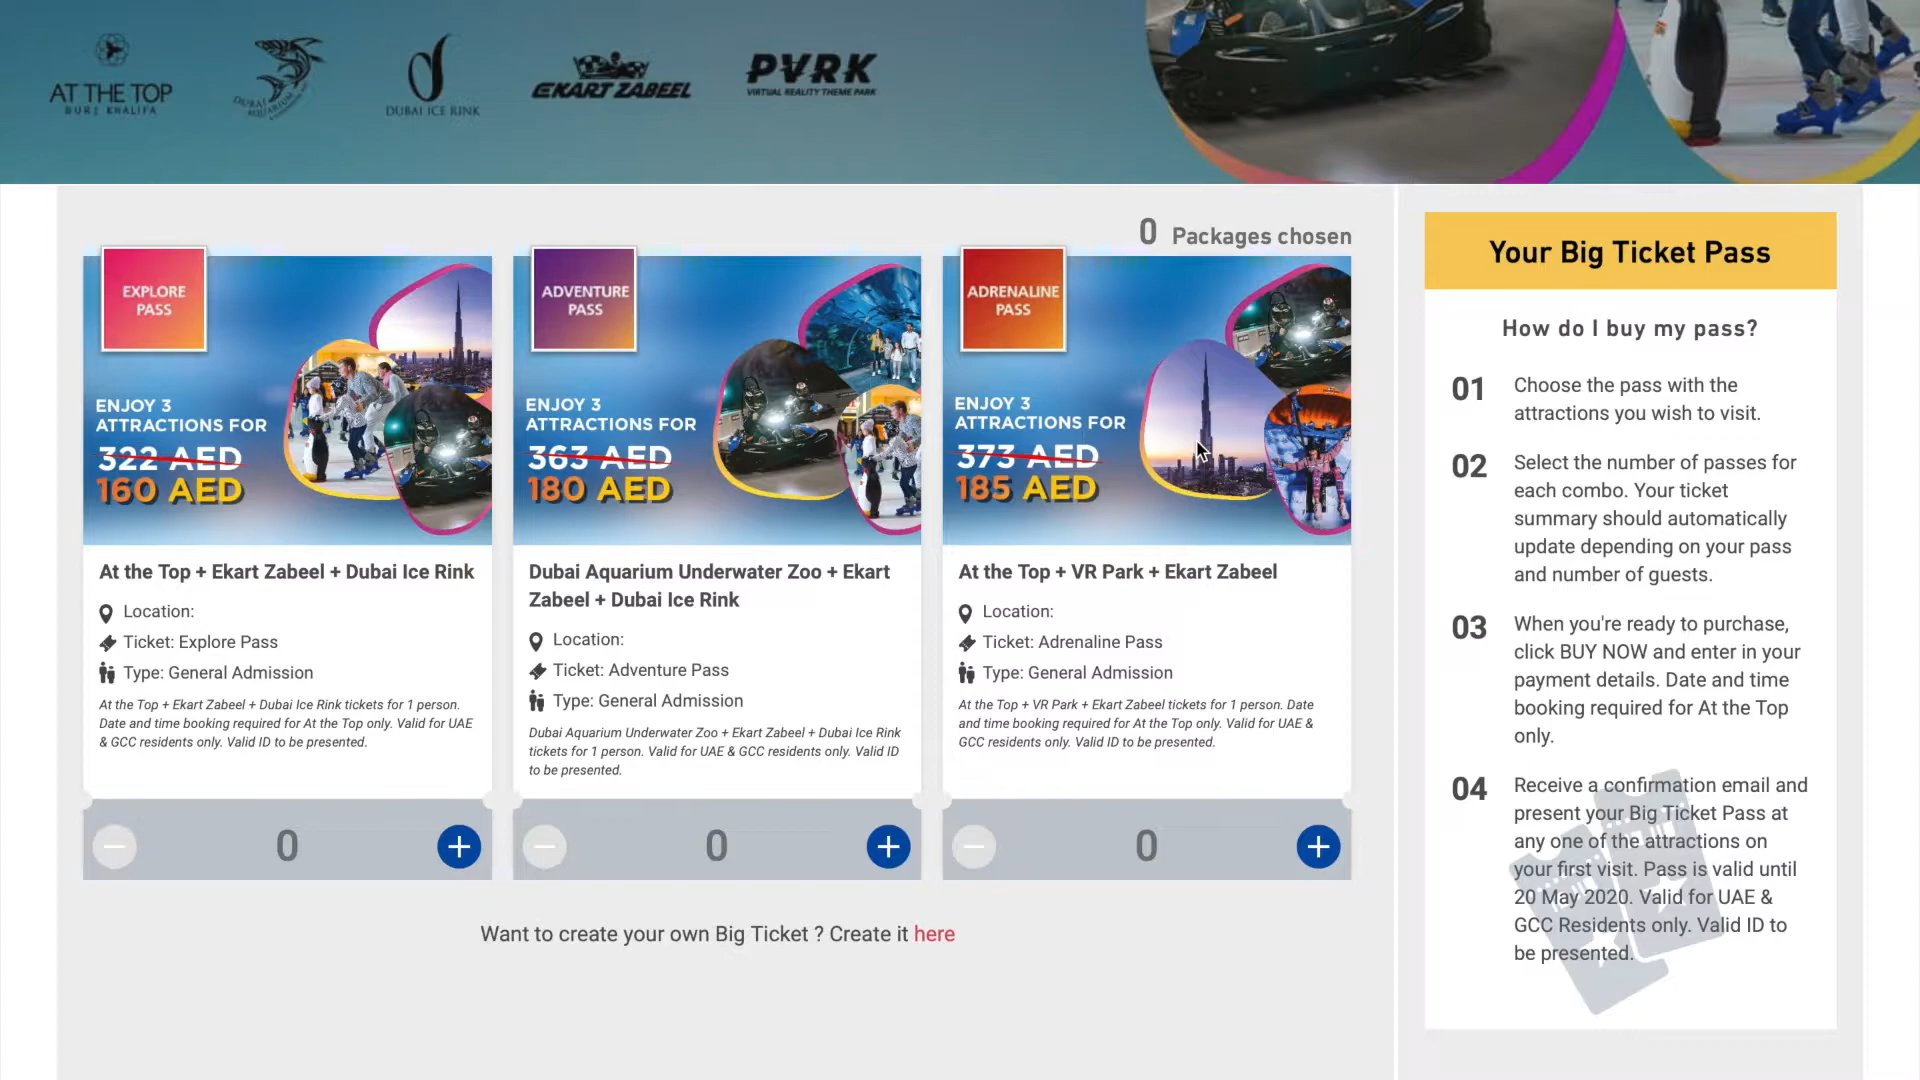 AT THE TOP
BURJ KHALIFA
DUBAI
DUBAI ICE RINK
EKART ZABEEL
PVRK
VIRTUAL REALITY THEME PARK
0 Packages chosen
EXPLORE
PASS
ENJOY 3
ATTRACTIONS FOR
322 AED
160 AED
At the Top + Ekart Zabeel + Dubai Ice Rink
Location:
Ticket: Explore Pass
Type: General Admission
At the Top + Ekart Zabeel + Dubai Ice Rink tickets for 1 person.
Date and time booking required for At the Top only. Valid for UAE
& GCC residents only. Valid ID to be presented.
0
ADVENTURE
PASS
ENJOY 3
ATTRACTIONS FOR
363 AED
180 AED
Dubai Aquarium Underwater Zoo + Ekart
Zabeel + Dubai Ice Rink
Location:
Ticket: Adventure Pass
Type: General Admission
Dubai Aquarium Underwater Zoo + Ekart Zabeel + Dubai Ice Rink
tickets for 1 person. Valid for UAE & GCC residents only. Valid ID
to be presented.
0
ADRENALINE
PASS
ENJOY 3
ATTRACTIONS FOR
373 AED
185 AED
At the Top + VR Park + Ekart Zabeel
Location:
Ticket: Adrenaline Pass
Type: General Admission
At the Top + VR Park + Ekart Zabeel tickets for 1 person. Date
and time booking required for At the Top only. Valid for UAE &
GCC residents only. Valid ID to be presented.
0
Want to create your own Big Ticket ? Create it here
Your Big Ticket Pass
How do I buy my pass?
01 Choose the pass with the
attractions you wish to visit.
02 Select the number of passes for
each combo. Your ticket
summary should automatically
update depending on your pass
and number of guests.
03 When you're ready to purchase,
click BUY NOW and enter in your
payment details. Date and time
booking required for At the Top
only.
04 Receive a confirmation email and
present your Big Ticket Pass at
any one of the attractions on
your first visit. Pass is valid until
20 May 2020. Valid for UAE &
GCC Residents only. Valid ID to
be presented.